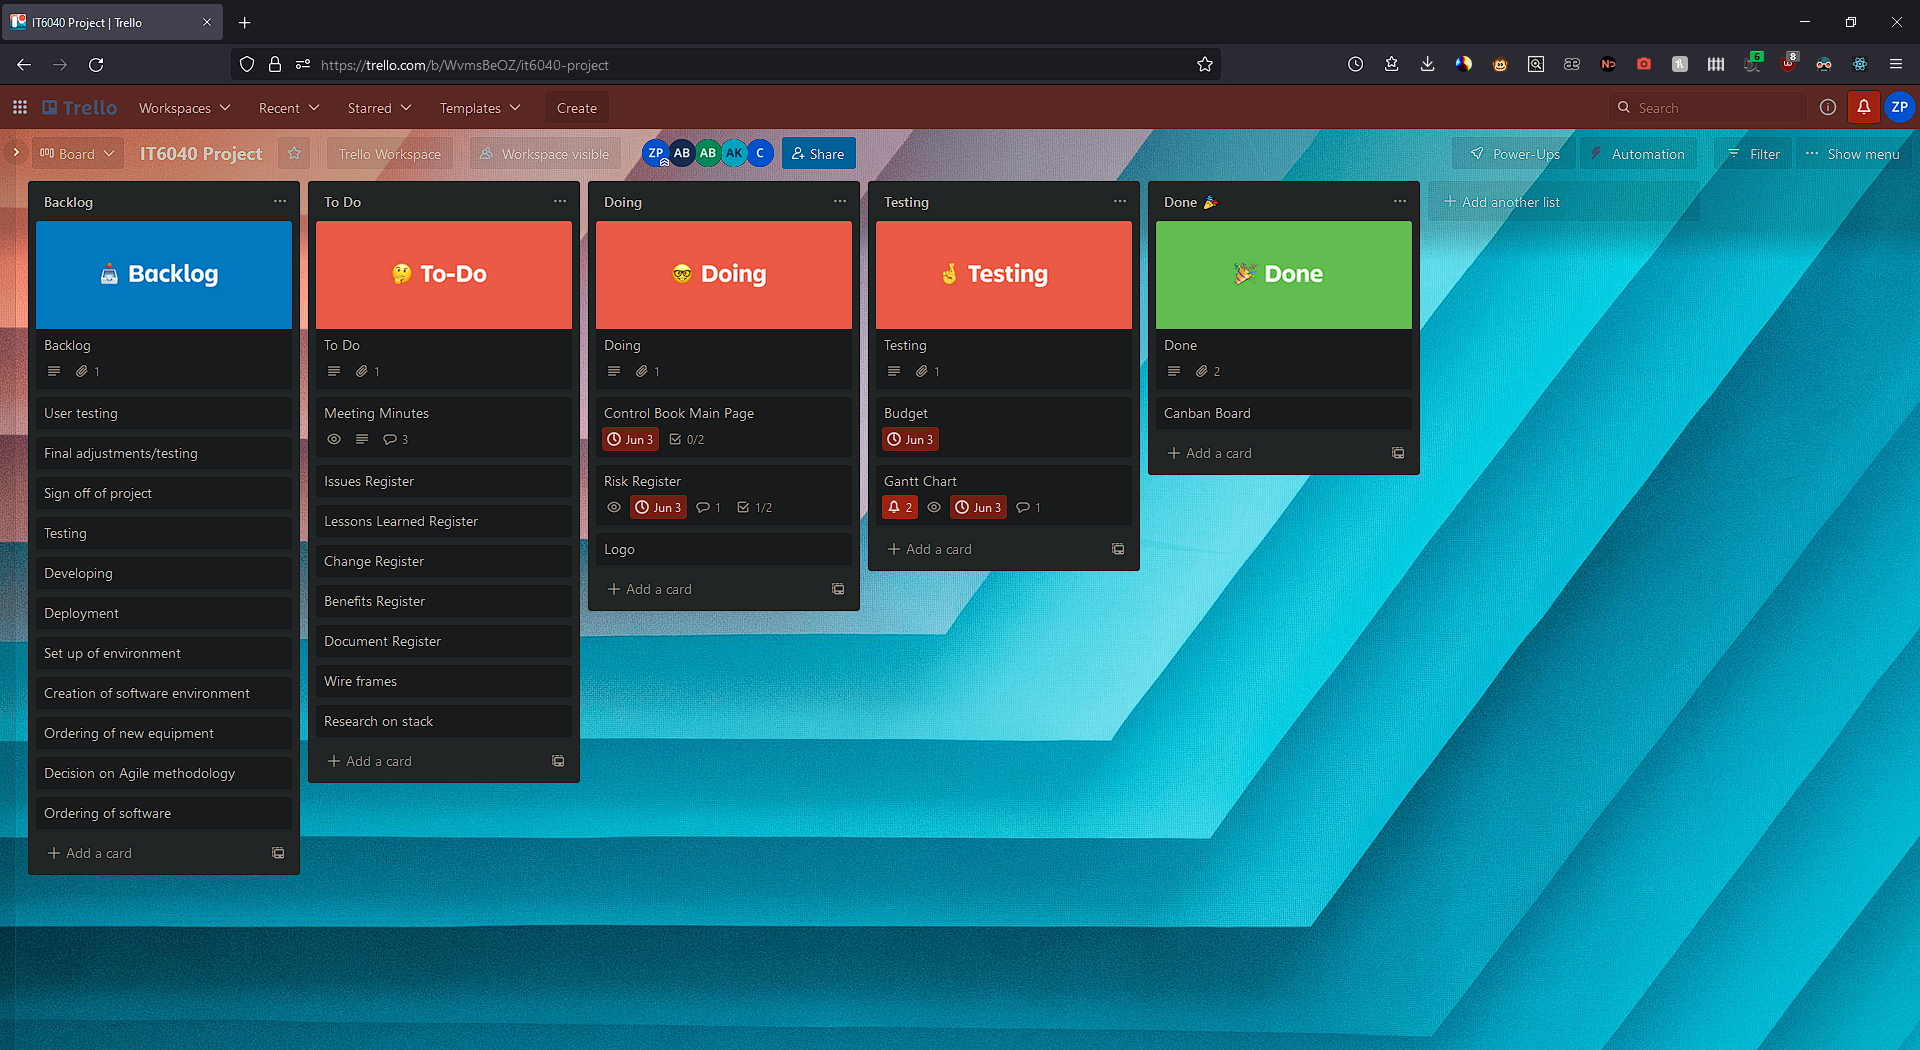 IT6040 Project | Trello
https://trello.com/b/WvmsBeOZ/it6040-project
6
8
Trello
Workspaces
Recent
Starred
Templates
Create
Search
ZP
Board
IT6040 Project
Trello Workspace
Workspace visible
ZP
AB
AB
AK
C
Share
Power-Ups
Automation
Filter
Show menu
Backlog
Backlog
Backlog
1
User testing
Final adjustments/testing
Sign off of project
Testing
Developing
Deployment
Set up of environment
Creation of software environment
Ordering of new equipment
Decision on Agile methodology
Ordering of software
Add a card
To Do
To-Do
To Do
1
Meeting Minutes
3
Issues Register
Lessons Learned Register
Change Register
Benefits Register
Document Register
Wire frames
Research on stack
Add a card
Doing
Doing
Doing
1
Control Book Main Page
Jun 3 0/2
Risk Register
Jun 3 1 1/2
Logo
Add a card
Testing
Testing
Testing
1
Budget
Jun 3
Gantt Chart
2 Jun 3 1
Add a card
Done
Done
Done
2
Canban Board
Add a card
Add another list